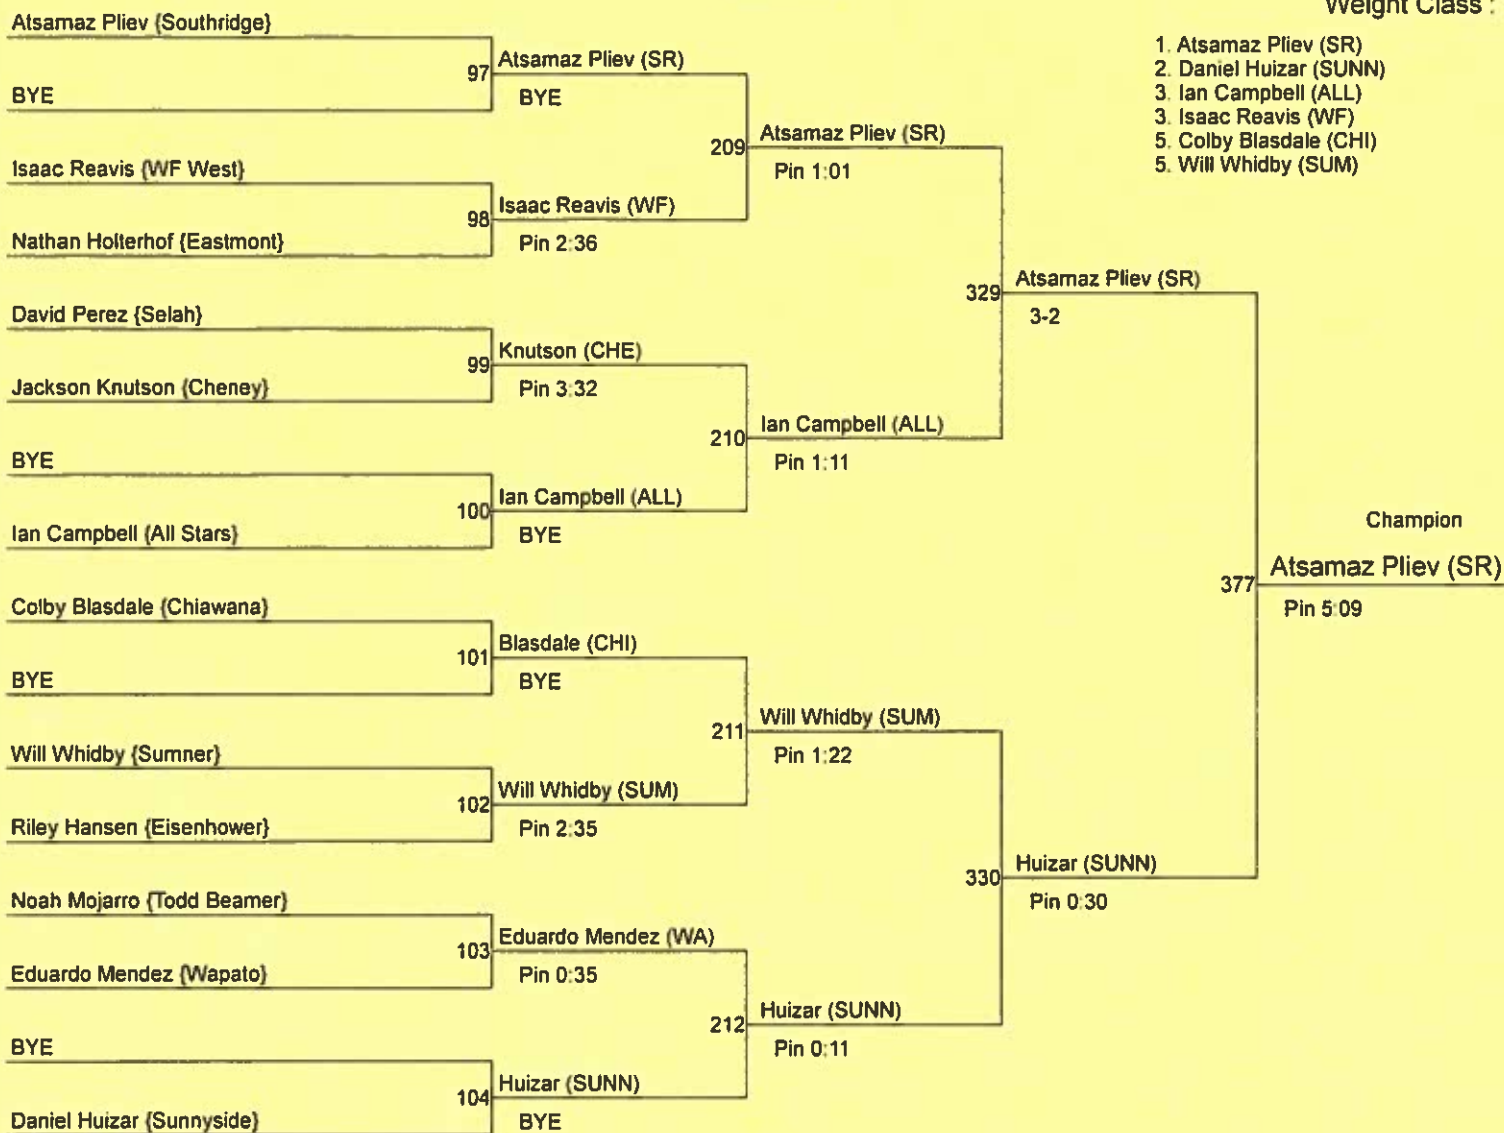 Weight Class :
1. Atsamaz Pliev (SR)
2. Daniel Huizar (SUNN)
3. Ian Campbell (ALL)
3. Isaac Reavis (WF)
5. Colby Blasdale (CHI)
5. Will Whidby (SUM)
Atsamaz Pliev {Southridge}
97
Atsamaz Pliev (SR)
BYE
BYE
209
Atsamaz Pliev (SR)
Pin 1:01
Isaac Reavis {WF West}
98
Isaac Reavis (WF)
Pin 2:36
Nathan Holterhof {Eastmont}
329
Atsamaz Pliev (SR)
3-2
David Perez {Selah}
99
Knutson (CHE)
Pin 3:32
Jackson Knutson {Cheney}
210
Ian Campbell (ALL)
Pin 1:11
BYE
100
Ian Campbell (ALL)
BYE
Ian Campbell {All Stars}
Champion
377
Atsamaz Pliev (SR)
Pin 5:09
Colby Blasdale {Chiawana}
101
Blasdale (CHI)
BYE
BYE
211
Will Whidby (SUM)
Pin 1:22
Will Whidby {Sumner}
102
Will Whidby (SUM)
Pin 2:35
Riley Hansen {Eisenhower}
330
Huizar (SUNN)
Pin 0:30
Noah Mojarro {Todd Beamer}
103
Eduardo Mendez (WA)
Pin 0:35
Eduardo Mendez {Wapato}
212
Huizar (SUNN)
Pin 0:11
BYE
104
Huizar (SUNN)
BYE
Daniel Huizar {Sunnyside}